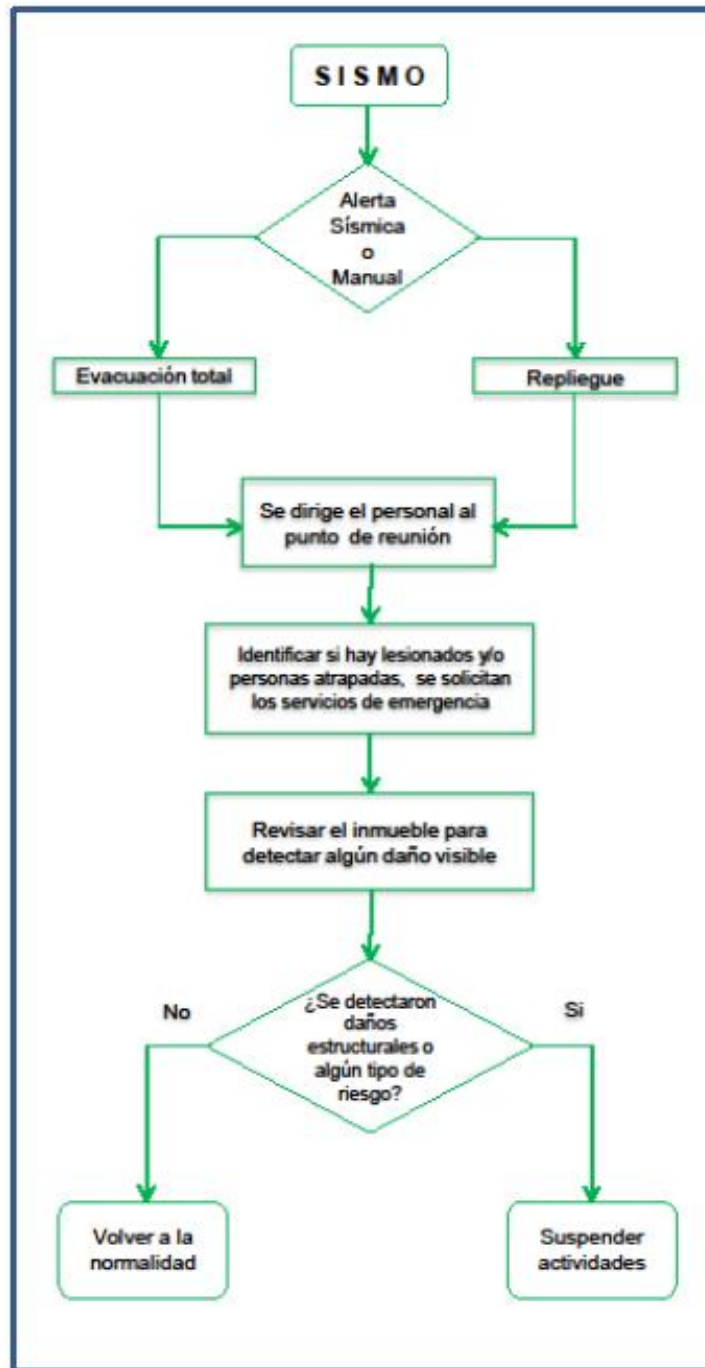 SISMO
Alerta
Sísmica
o
Manual
Evacuación total
Repliegue
Se dirige el personal al
punto de reunión
Identificar si hay lesionados y/o
personas atrapadas, se solicitan
los servicios de emergencia
Revisar el inmueble para
detectar algún daño visible
¿Se detectaron
daños
estructurales o
algún tipo de
riesgo?
No
Si
Volver a la
normalidad
Suspender
actividades